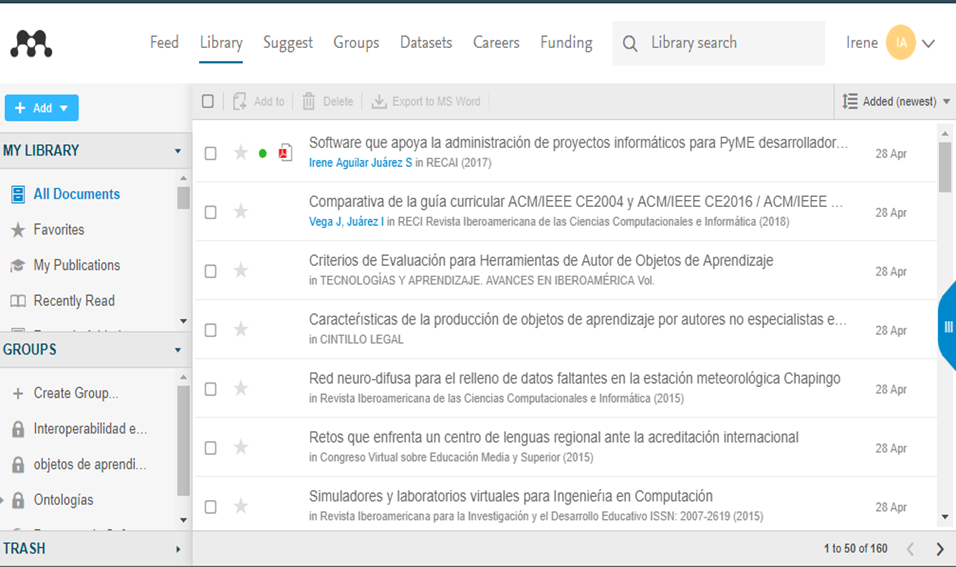 Feed Library Suggest Groups Datasets Careers Funding Library search Irene IA
+ Add
Add to Delete Export to MS Word Added (newest)
MY LIBRARY
All Documents
Favorites
My Publications
Recently Read
GROUPS
+ Create Group...
Interoperabilidad e...
objetos de aprendi...
Ontologías
TRASH
Software que apoya la administración de proyectos informáticos para PyME desarrollador... 28 Apr
Irene Aguilar Juárez S in RECAI (2017)
Comparativa de la guía curricular ACM/IEEE CE2004 y ACM/IEEE CE2016 / ACM/IEEE ... 28 Apr
Vega J, Juárez I in RECI Revista Iberoamericana de las Ciencias Computacionales e Informática (2018)
Criterios de Evaluación para Herramientas de Autor de Objetos de Aprendizaje 28 Apr
in TECNOLOGÍAS Y APRENDIZAJE. AVANCES EN IBEROAMÉRICA Vol.
Características de la producción de objetos de aprendizaje por autores no especialistas e... 28 Apr
in CINTILLO LEGAL
Red neuro-difusa para el relleno de datos faltantes en la estación meteorológica Chapingo 28 Apr
in Revista Iberoamericana de las Ciencias Computacionales e Informática (2015)
Retos que enfrenta un centro de lenguas regional ante la acreditación internacional 28 Apr
in Congreso Virtual sobre Educación Media y Superior (2015)
Simuladores y laboratorios virtuales para Ingeniería en Computación 28 Apr
in Revista Iberoamericana para la Investigación y el Desarrollo Educativo ISSN: 2007-2619 (2015)
1 to 50 of 160